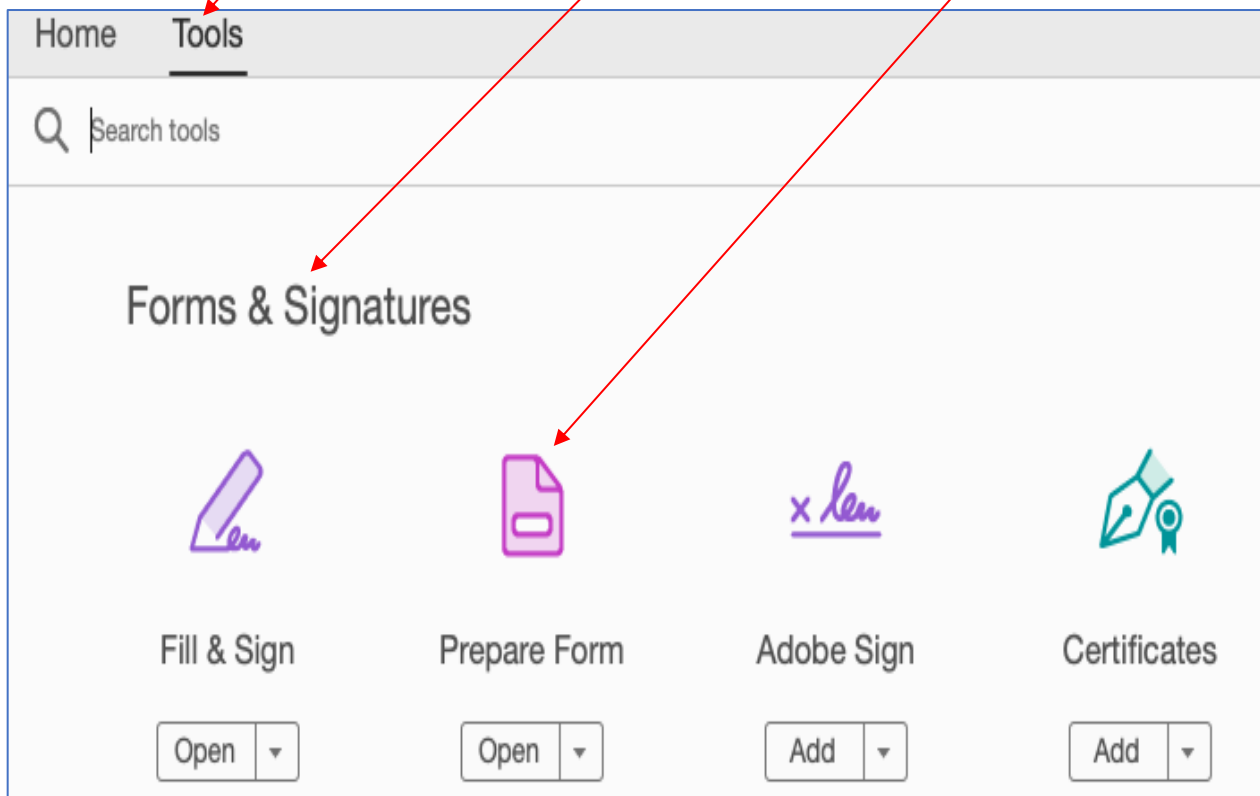 Home Tools
Search tools
Forms & Signatures
Fill & Sign Prepare Form Adobe Sign Certificates
Open Open Add Add